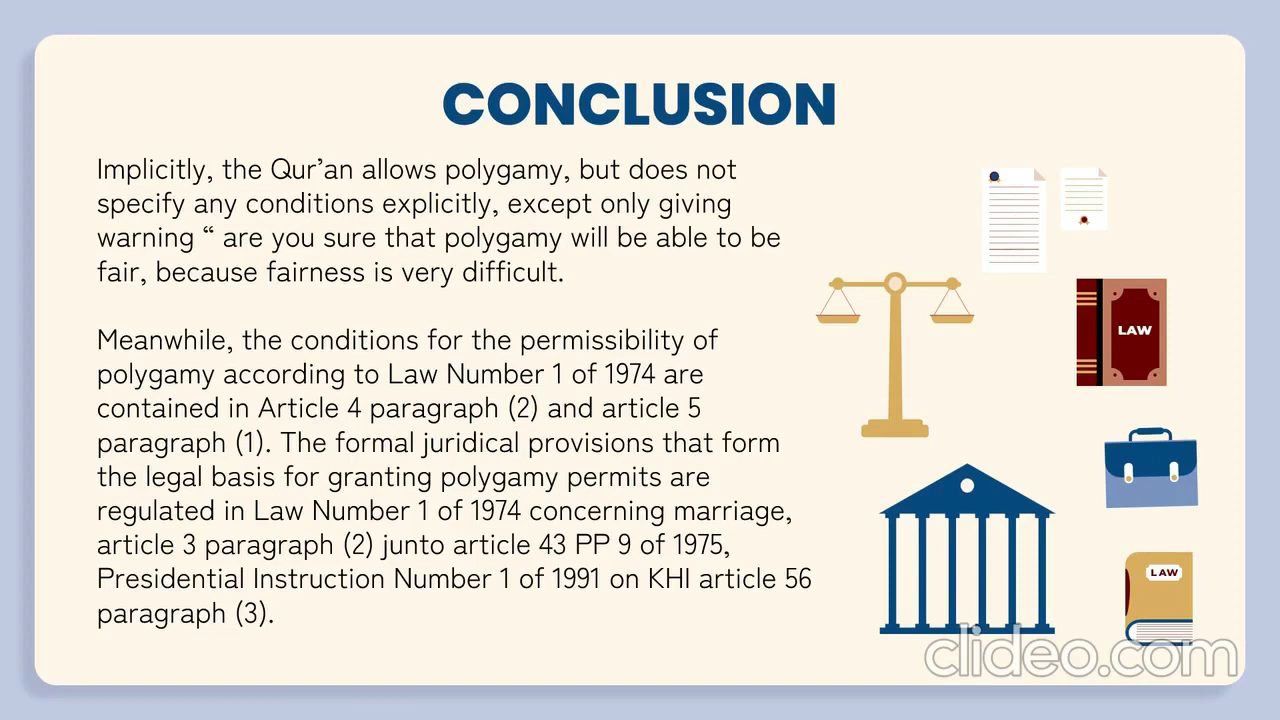 CONCLUSION
Implicitly, the Qur’an allows polygamy, but does not
specify any conditions explicitly, except only giving
warning “ are you sure that polygamy will be able to be
fair, because fairness is very difficult.
Meanwhile, the conditions for the permissibility of
polygamy according to Law Number 1 of 1974 are
contained in Article 4 paragraph (2) and article 5
paragraph (1). The formal juridical provisions that form
the legal basis for granting polygamy permits are
regulated in Law Number 1 of 1974 concerning marriage,
article 3 paragraph (2) junto article 43 PP 9 of 1975,
Presidential Instruction Number 1 of 1991 on KHI article 56
paragraph (3).
LAW
LAW
clideo.com